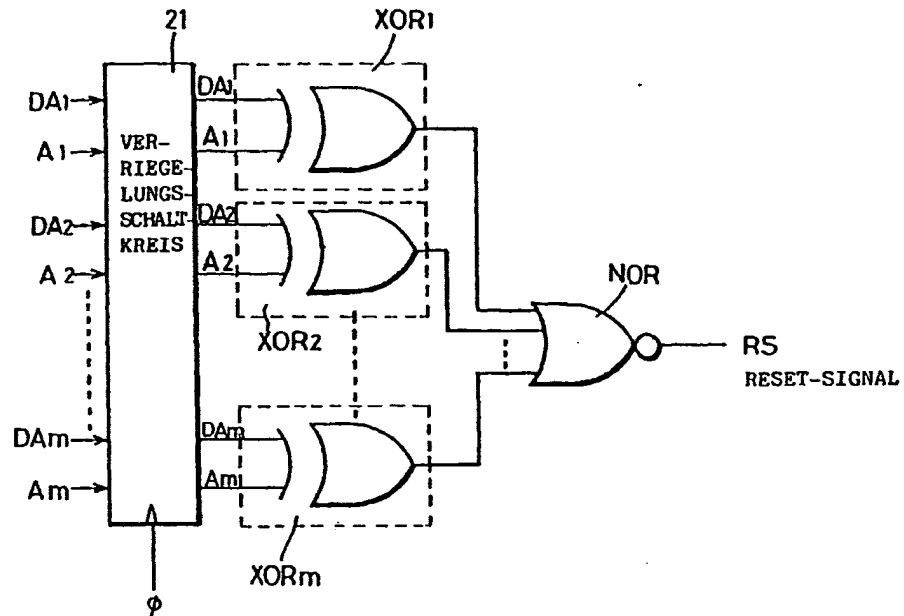 21
XOR1
DA1
A1
DA2
A2
DAm
Am
VER-
RIEGE-
LUNGS-
SCHALT-
KREIS
DA1
A1
DA2
A2
DAm
Am
XOR2
XORm
NOR
RS
RESET-SIGNAL
φ